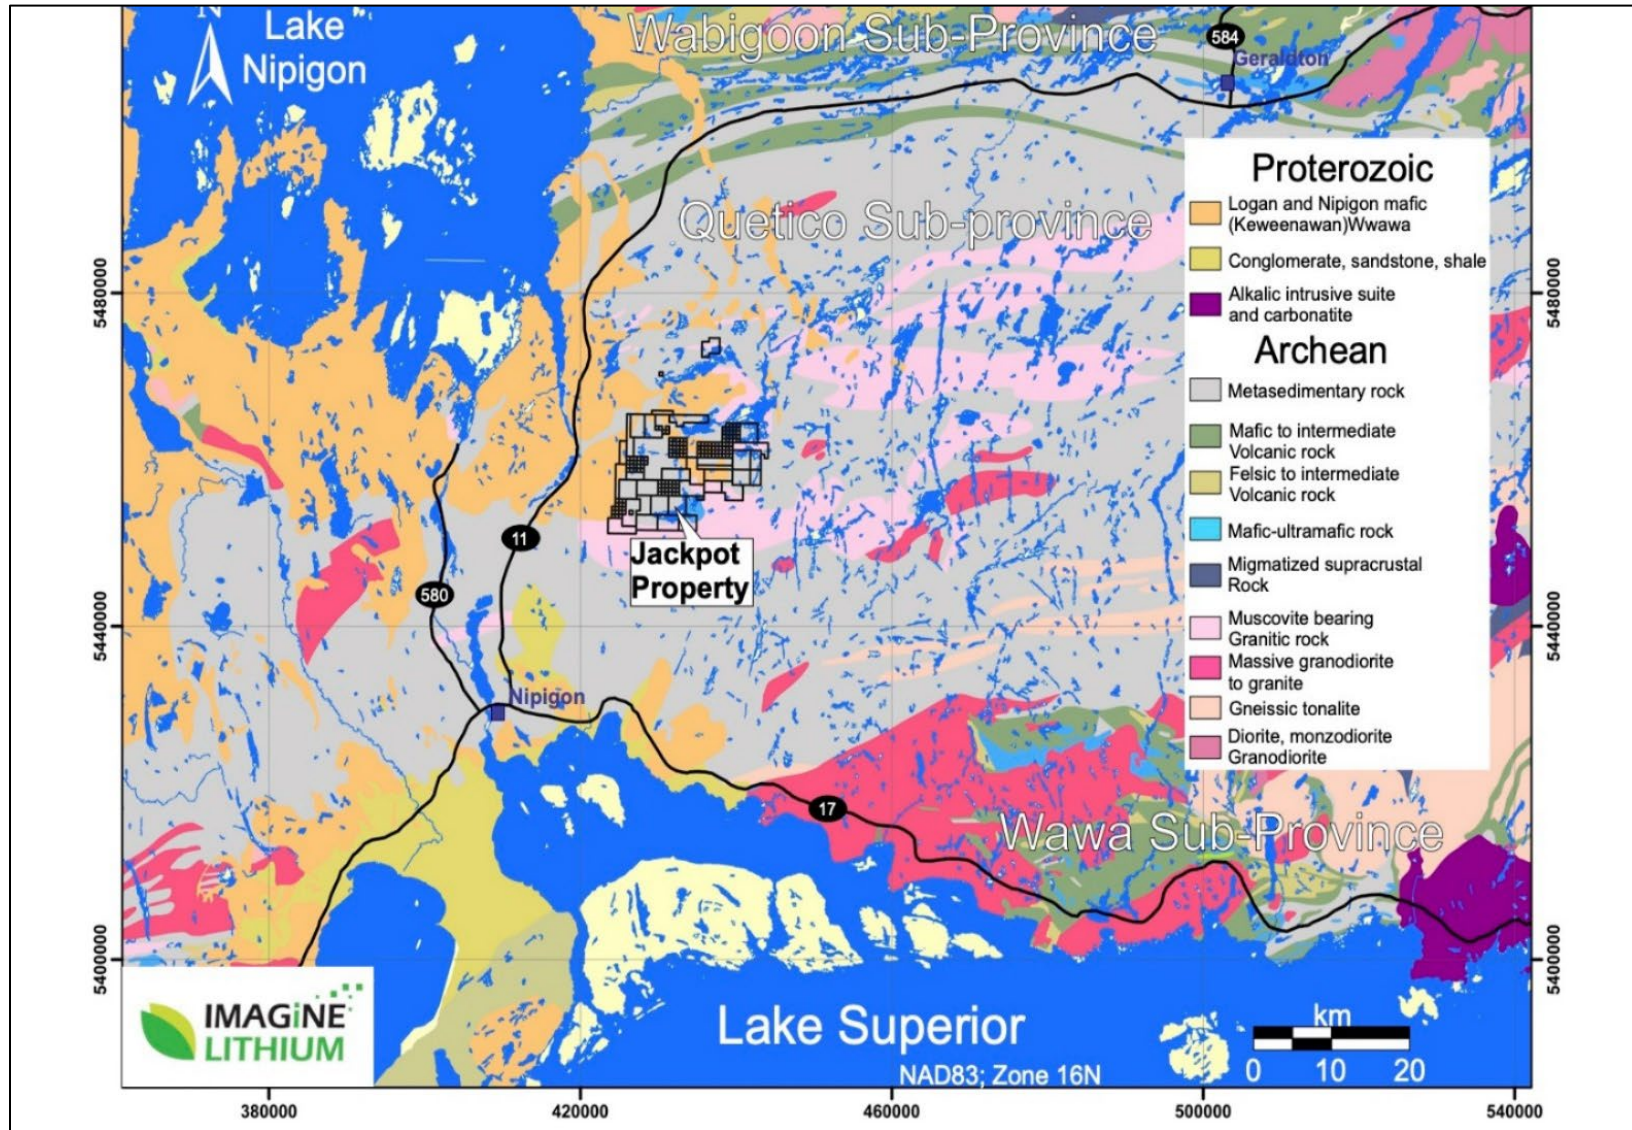 N
Lake
Nipigon
Wabigoon Sub-Province
584
Geraldton
Quetico Sub-province
Proterozoic
Logan and Nipigon mafic
(Keweenawan)Wwawa
Conglomerate, sandstone, shale
Alkalic intrusive suite
and carbonatite
Archean
Metasedimentary rock
Mafic to intermediate
Volcanic rock
Felsic to intermediate
Volcanic rock
Mafic-ultramafic rock
Migmatized supracrustal
Rock
Muscovite bearing
Granitic rock
Massive granodiorite
to granite
Gneissic tonalite
Diorite, monzodiorite
Granodiorite
5480000
5480000
11
Jackpot
Property
580
5440000
5440000
Nipigon
17
Wawa Sub-Province
5400000
5400000
IMAGiNE
LITHIUM
Lake Superior
NAD83; Zone 16N
km
0 10 20
380000 420000 460000 500000 540000